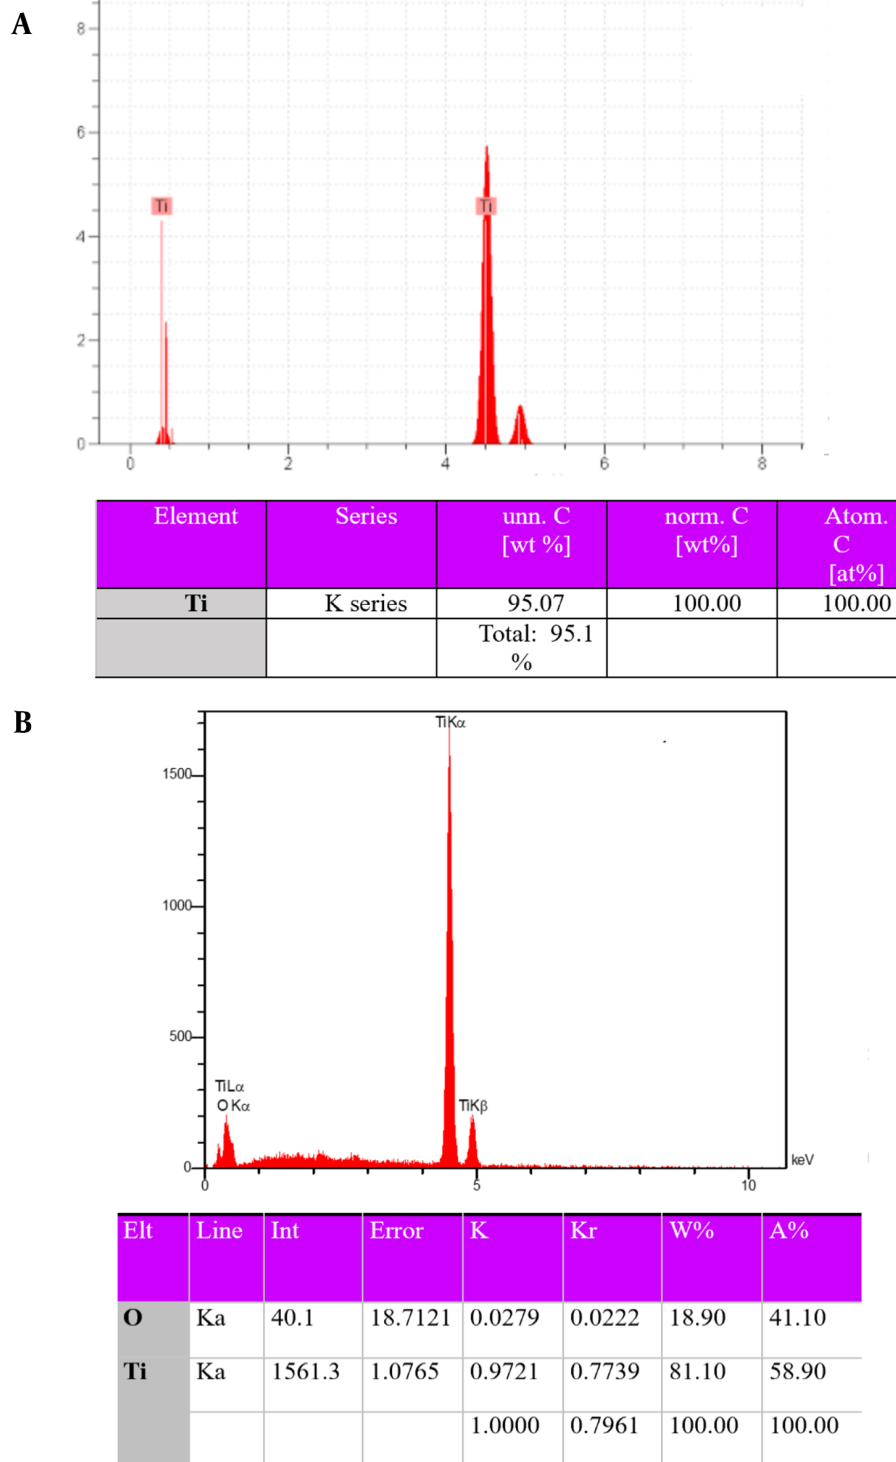 A
8
6
4
2
0
Ti
Ti
0 2 4 6 8
Element Series unn. C [wt %] norm. C [wt%] Atom. C [at%]
Ti K series 95.07 100.00 100.00
Total: 95.1 %
B
TiKα
1500
1000
500
0
TiLα
O Kα
TiKβ
keV
0 5 10
Elt Line Int Error K Kr W% A%
O Ka 40.1 18.7121 0.0279 0.0222 18.90 41.10
Ti Ka 1561.3 1.0765 0.9721 0.7739 81.10 58.90
1.0000 0.7961 100.00 100.00